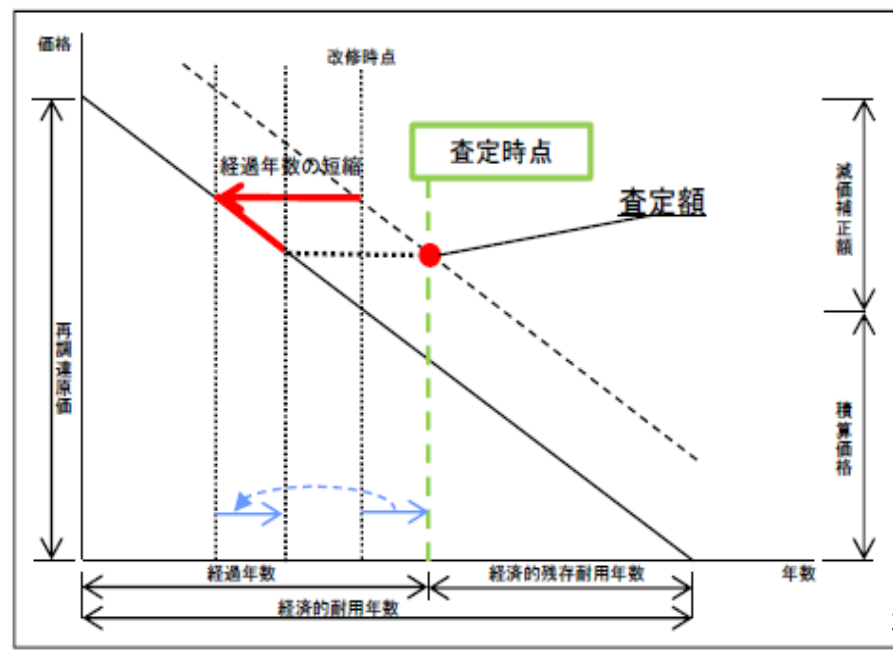 価格
改修時点
査定時点
経過年数の短縮
査定額
減価補正額
再調達原価
積算価格
経過年数
経済的残存耐用年数
年数
経済的耐用年数